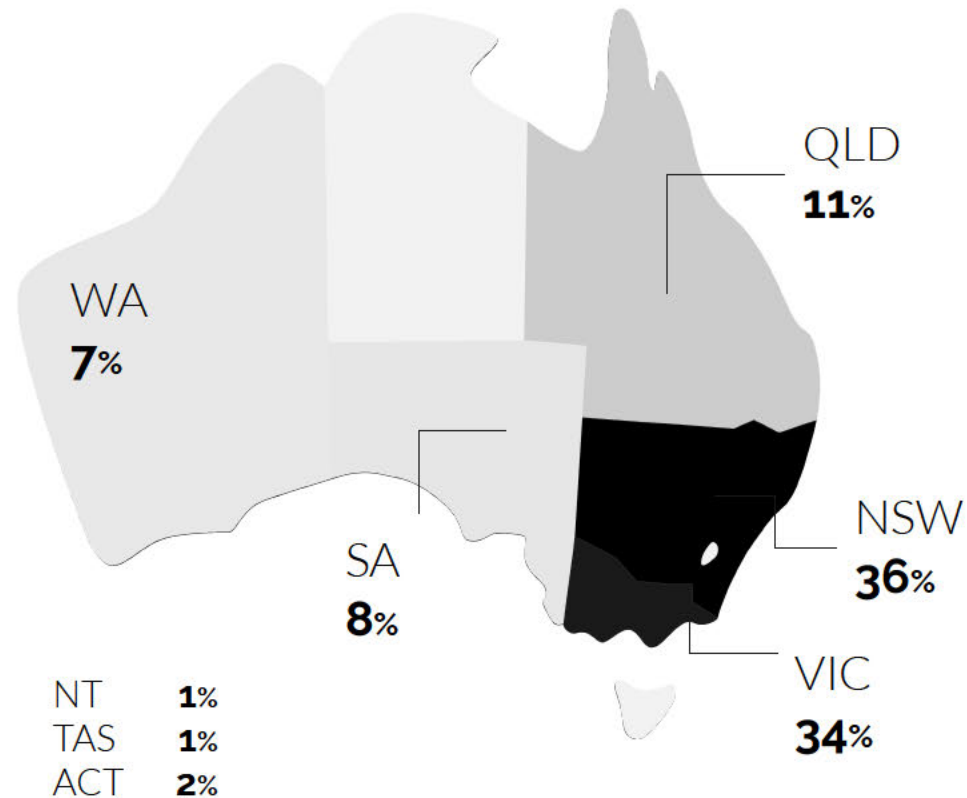 QLD
11%
WA
7%
NSW
36%
SA
8%
VIC
34%
NT 1%
TAS 1%
ACT 2%